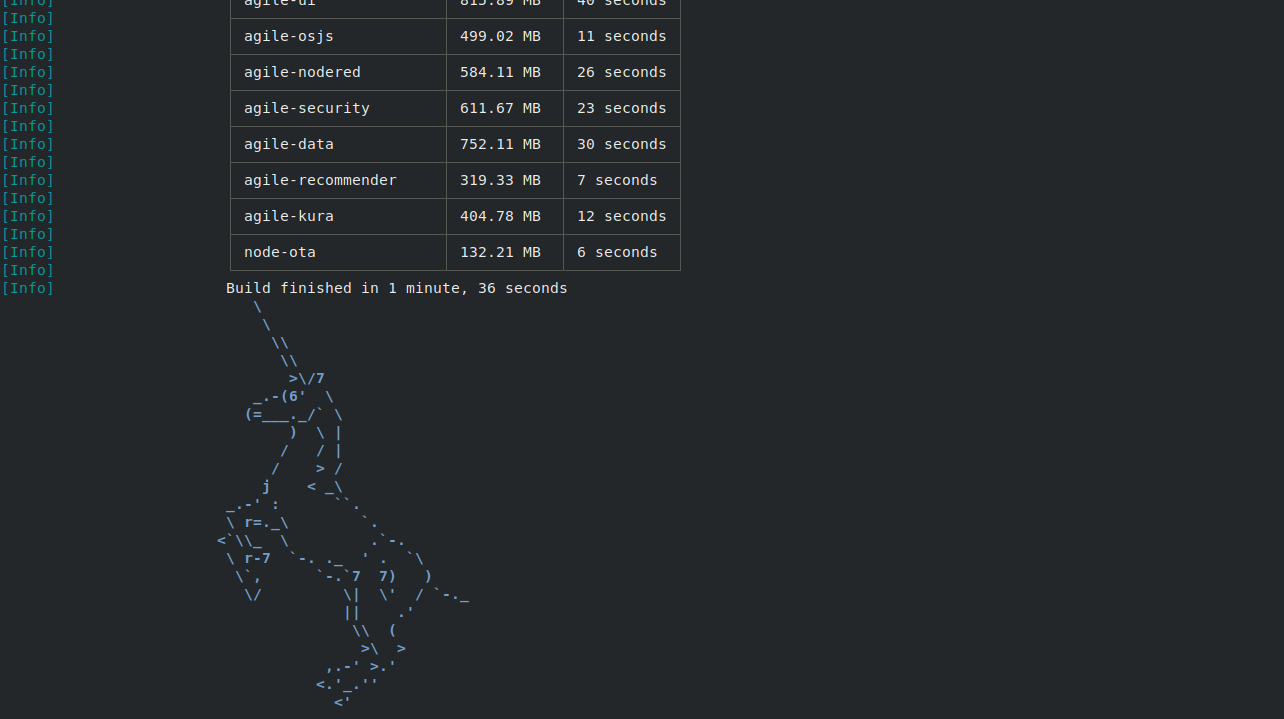 [Info] agile-ui 815.89 MB 40 seconds
[Info]
[Info] agile-osjs 499.02 MB 11 seconds
[Info]
[Info] agile-nodered 584.11 MB 26 seconds
[Info]
[Info] agile-security 611.67 MB 23 seconds
[Info]
[Info] agile-data 752.11 MB 30 seconds
[Info]
[Info] agile-recommender 319.33 MB 7 seconds
[Info]
[Info] agile-kura 404.78 MB 12 seconds
[Info]
[Info] node-ota 132.21 MB 6 seconds
[Info]
[Info] Build finished in 1 minute, 36 seconds